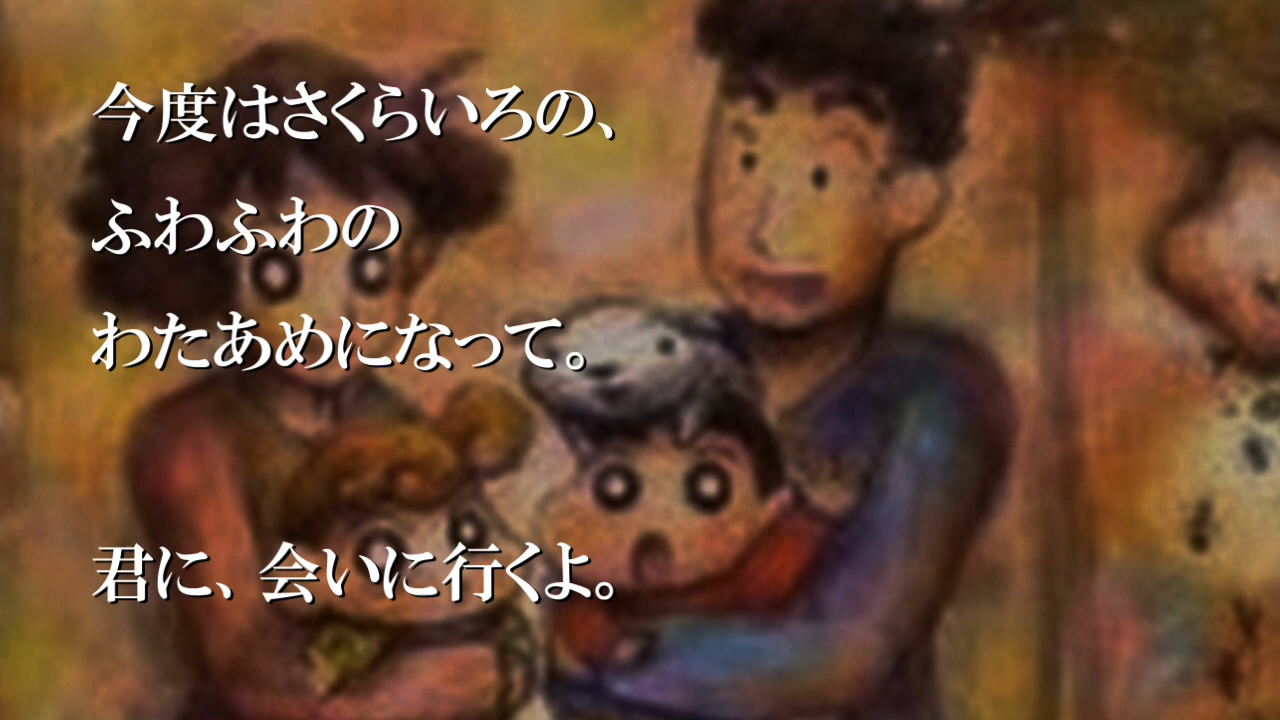 今度はさくらいろの、
ふわふわの
わたあめになって。
君に、会いに行くよ。